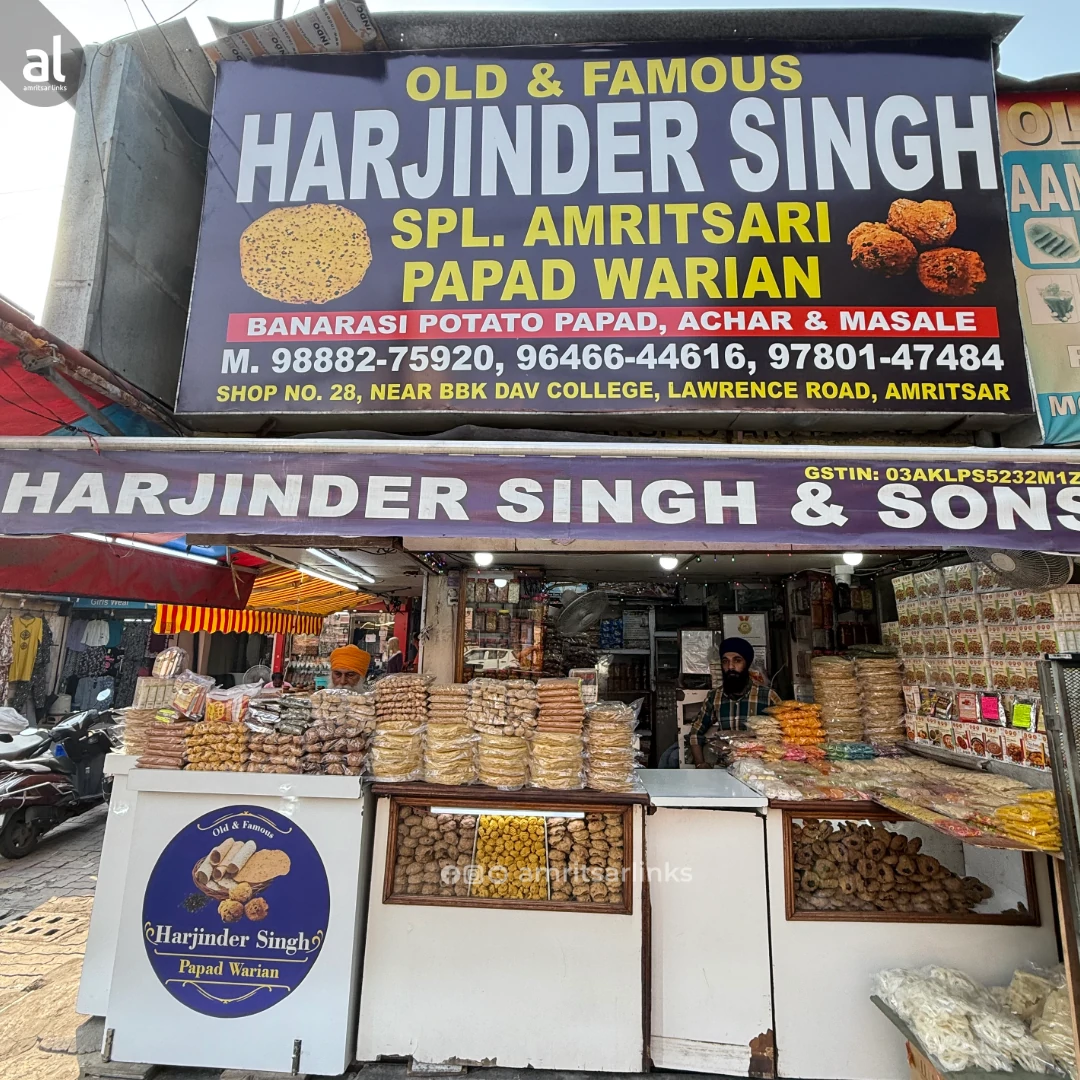 al
amritsarlinks
OLD & FAMOUS
HARJINDER SINGH
SPL. AMRITSARI
PAPAD WARIAN
BANARASI POTATO PAPAD, ACHAR & MASALE
M. 98882-75920, 96466-44616, 97801-47484
SHOP NO. 28, NEAR BBK DAV COLLEGE, LAWRENCE ROAD, AMRITSAR
GSTIN: 03AKLPS5232M1Z
HARJINDER SINGH & SONS
Girls Wear
Old & Famous
Harjinder Singh
Papad Warian
amritsarlinks